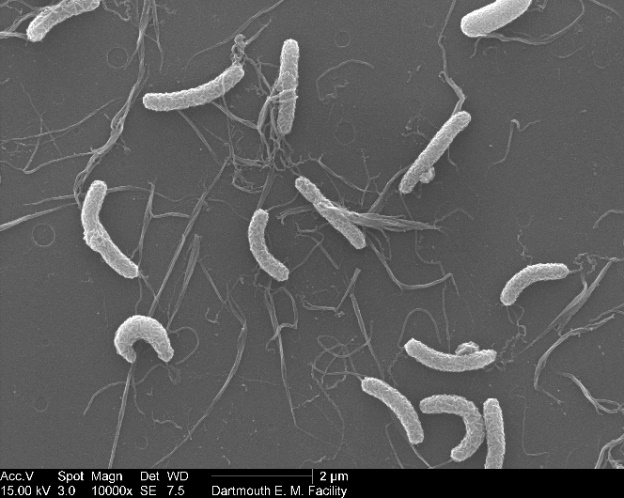 Acc.V Spot Magn Det WD 2 µm
15.00 kV 3.0 10000x SE 7.5 Dartmouth E. M. Facility